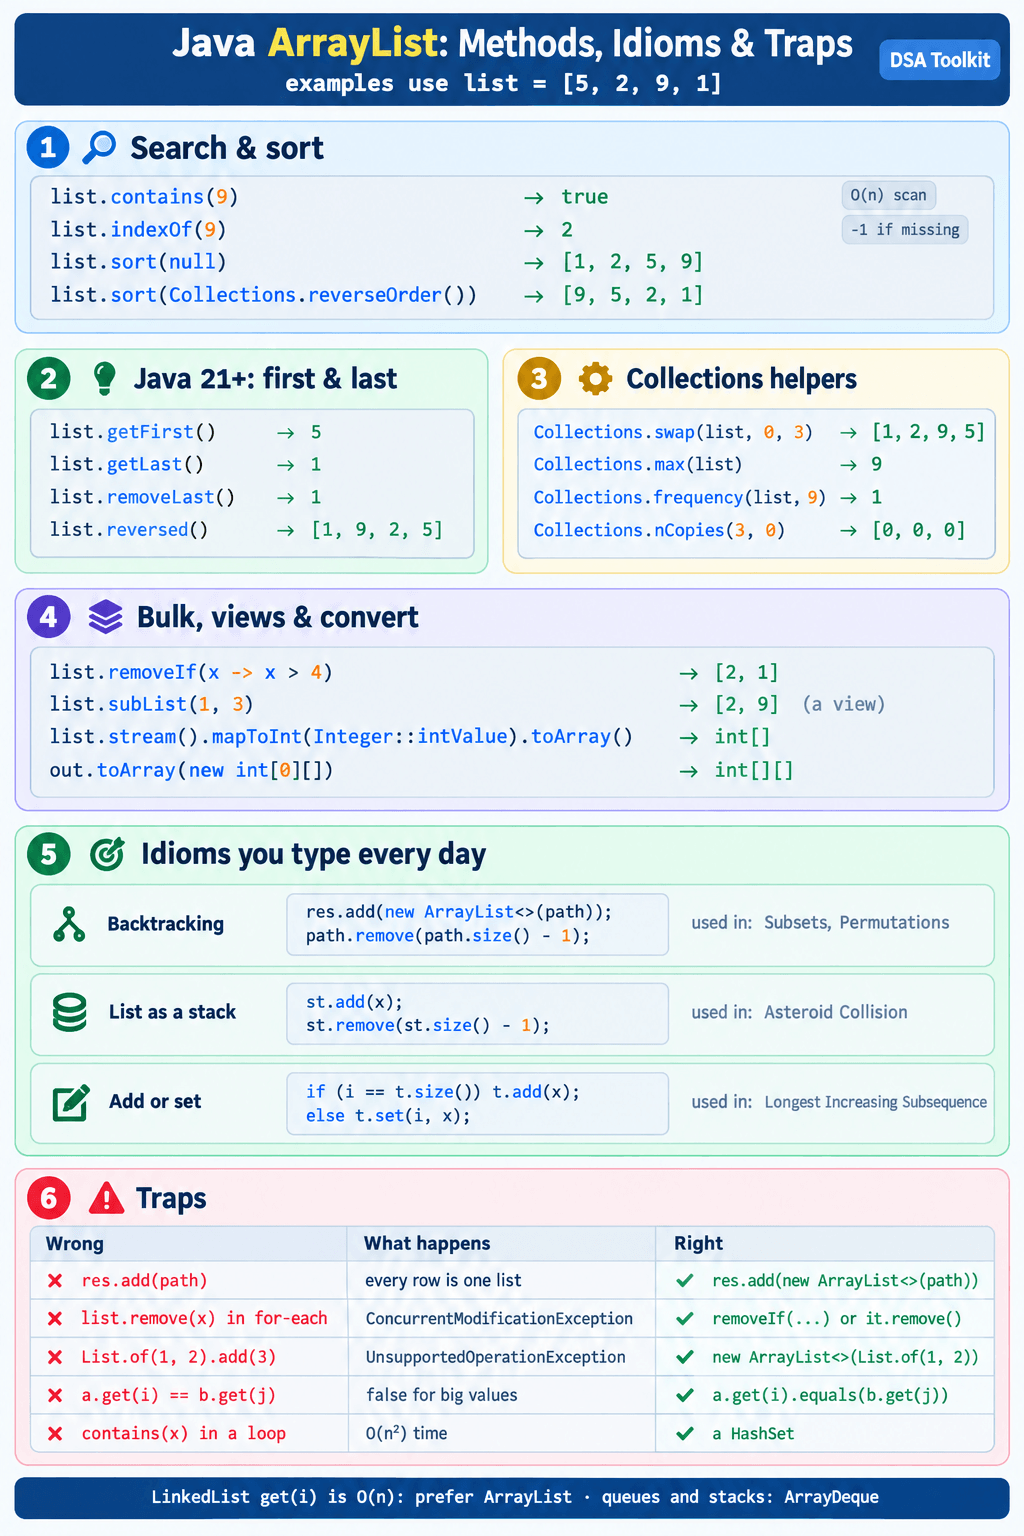 Java ArrayList: Methods, Idioms & Traps
examples use list = [5, 2, 9, 1]
DSA Toolkit
1 Search & sort
list.contains(9) → true O(n) scan
list.indexOf(9) → 2 -1 if missing
list.sort(null) → [1, 2, 5, 9]
list.sort(Collections.reverseOrder()) → [9, 5, 2, 1]
2 Java 21+: first & last
list.getFirst() → 5
list.getLast() → 1
list.removeLast() → 1
list.reversed() → [1, 9, 2, 5]
3 Collections helpers
Collections.swap(list, 0, 3) → [1, 2, 9, 5]
Collections.max(list) → 9
Collections.frequency(list, 9) → 1
Collections.nCopies(3, 0) → [0, 0, 0]
4 Bulk, views & convert
list.removeIf(x -> x > 4) → [2, 1]
list.subList(1, 3) → [2, 9] (a view)
list.stream().mapToInt(Integer::intValue).toArray() → int[]
out.toArray(new int[0][]) → int[][]
5 Idioms you type every day
Backtracking
res.add(new ArrayList<>(path));
path.remove(path.size() - 1);
used in: Subsets, Permutations
List as a stack
st.add(x);
st.remove(st.size() - 1);
used in: Asteroid Collision
Add or set
if (i == t.size()) t.add(x);
else t.set(i, x);
used in: Longest Increasing Subsequence
6 Traps
Wrong What happens Right
✗ res.add(path) every row is one list ✓ res.add(new ArrayList<>(path))
✗ list.remove(x) in for-each ConcurrentModificationException ✓ removeIf(...) or it.remove()
✗ List.of(1, 2).add(3) UnsupportedOperationException ✓ new ArrayList<>(List.of(1, 2))
✗ a.get(i) == b.get(j) false for big values ✓ a.get(i).equals(b.get(j))
✗ contains(x) in a loop O(n²) time ✓ a HashSet
LinkedList get(i) is O(n): prefer ArrayList · queues and stacks: ArrayDeque